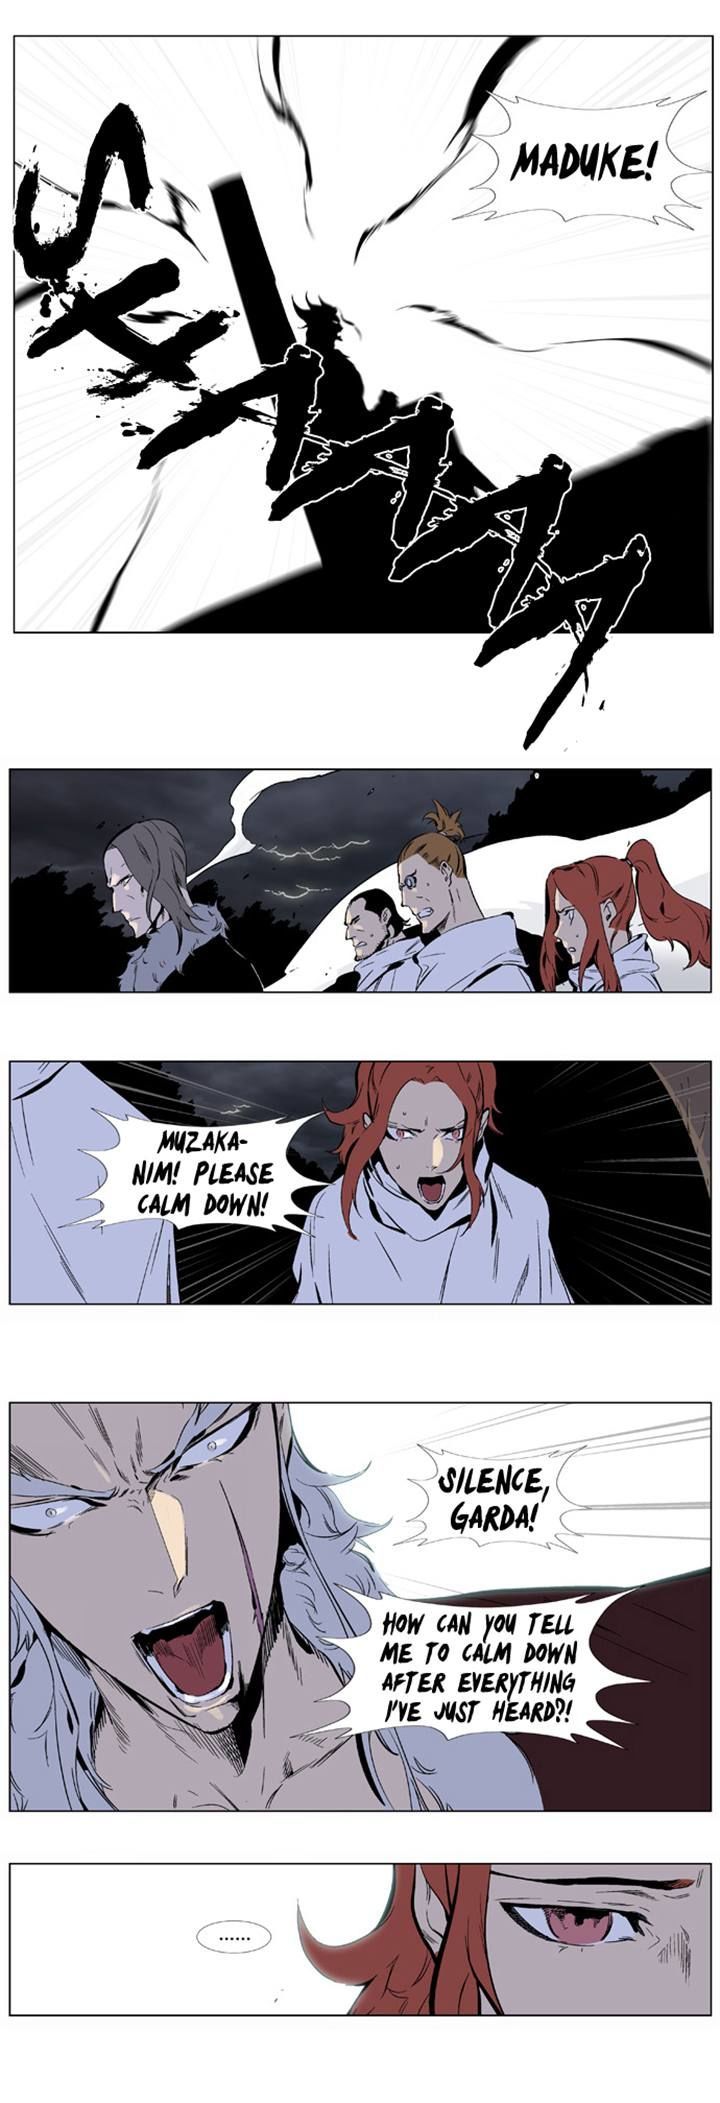 MADUKE!
MUZAKA-
NIM! PLEASE
CALM DOWN!
SILENCE,
GARDA!
HOW CAN YOU TELL
ME TO CALM DOWN
AFTER EVERYTHING
I'VE JUST HEARD?!
......